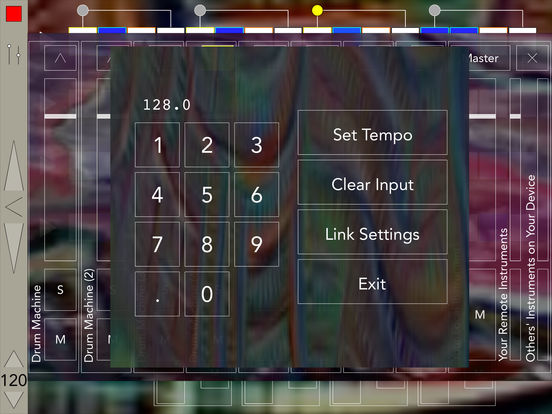 Master
128.0
1 2 3
4 5 6
7 8 9
. 0
Set Tempo
Clear Input
Link Settings
Exit
Drum Machine
S
M
Drum Machine (2)
M
Your Remote Instruments
Others' Instruments on Your Device
120